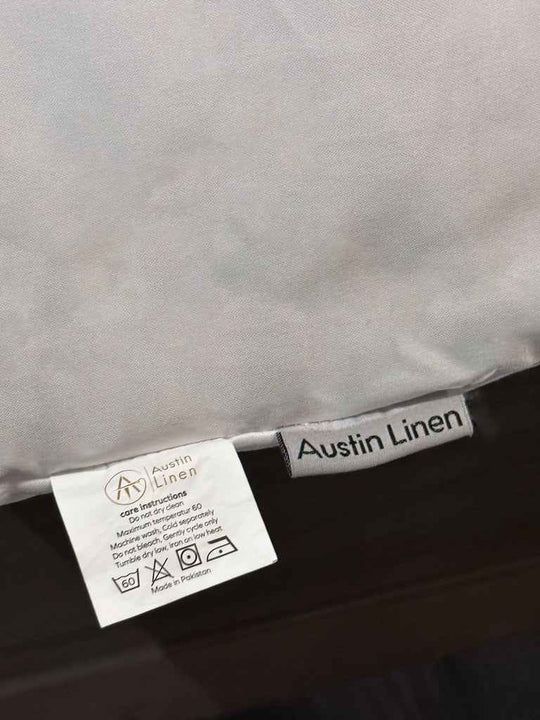 Austin Linen
Austin
Linen
care instructions
Do not dry clean
Maximum temperatur 60
Machine wash, Cold separately
Do not bleach, Gently cycle only
Tumble dry low, iron on low heat
60
Made in Pakistan